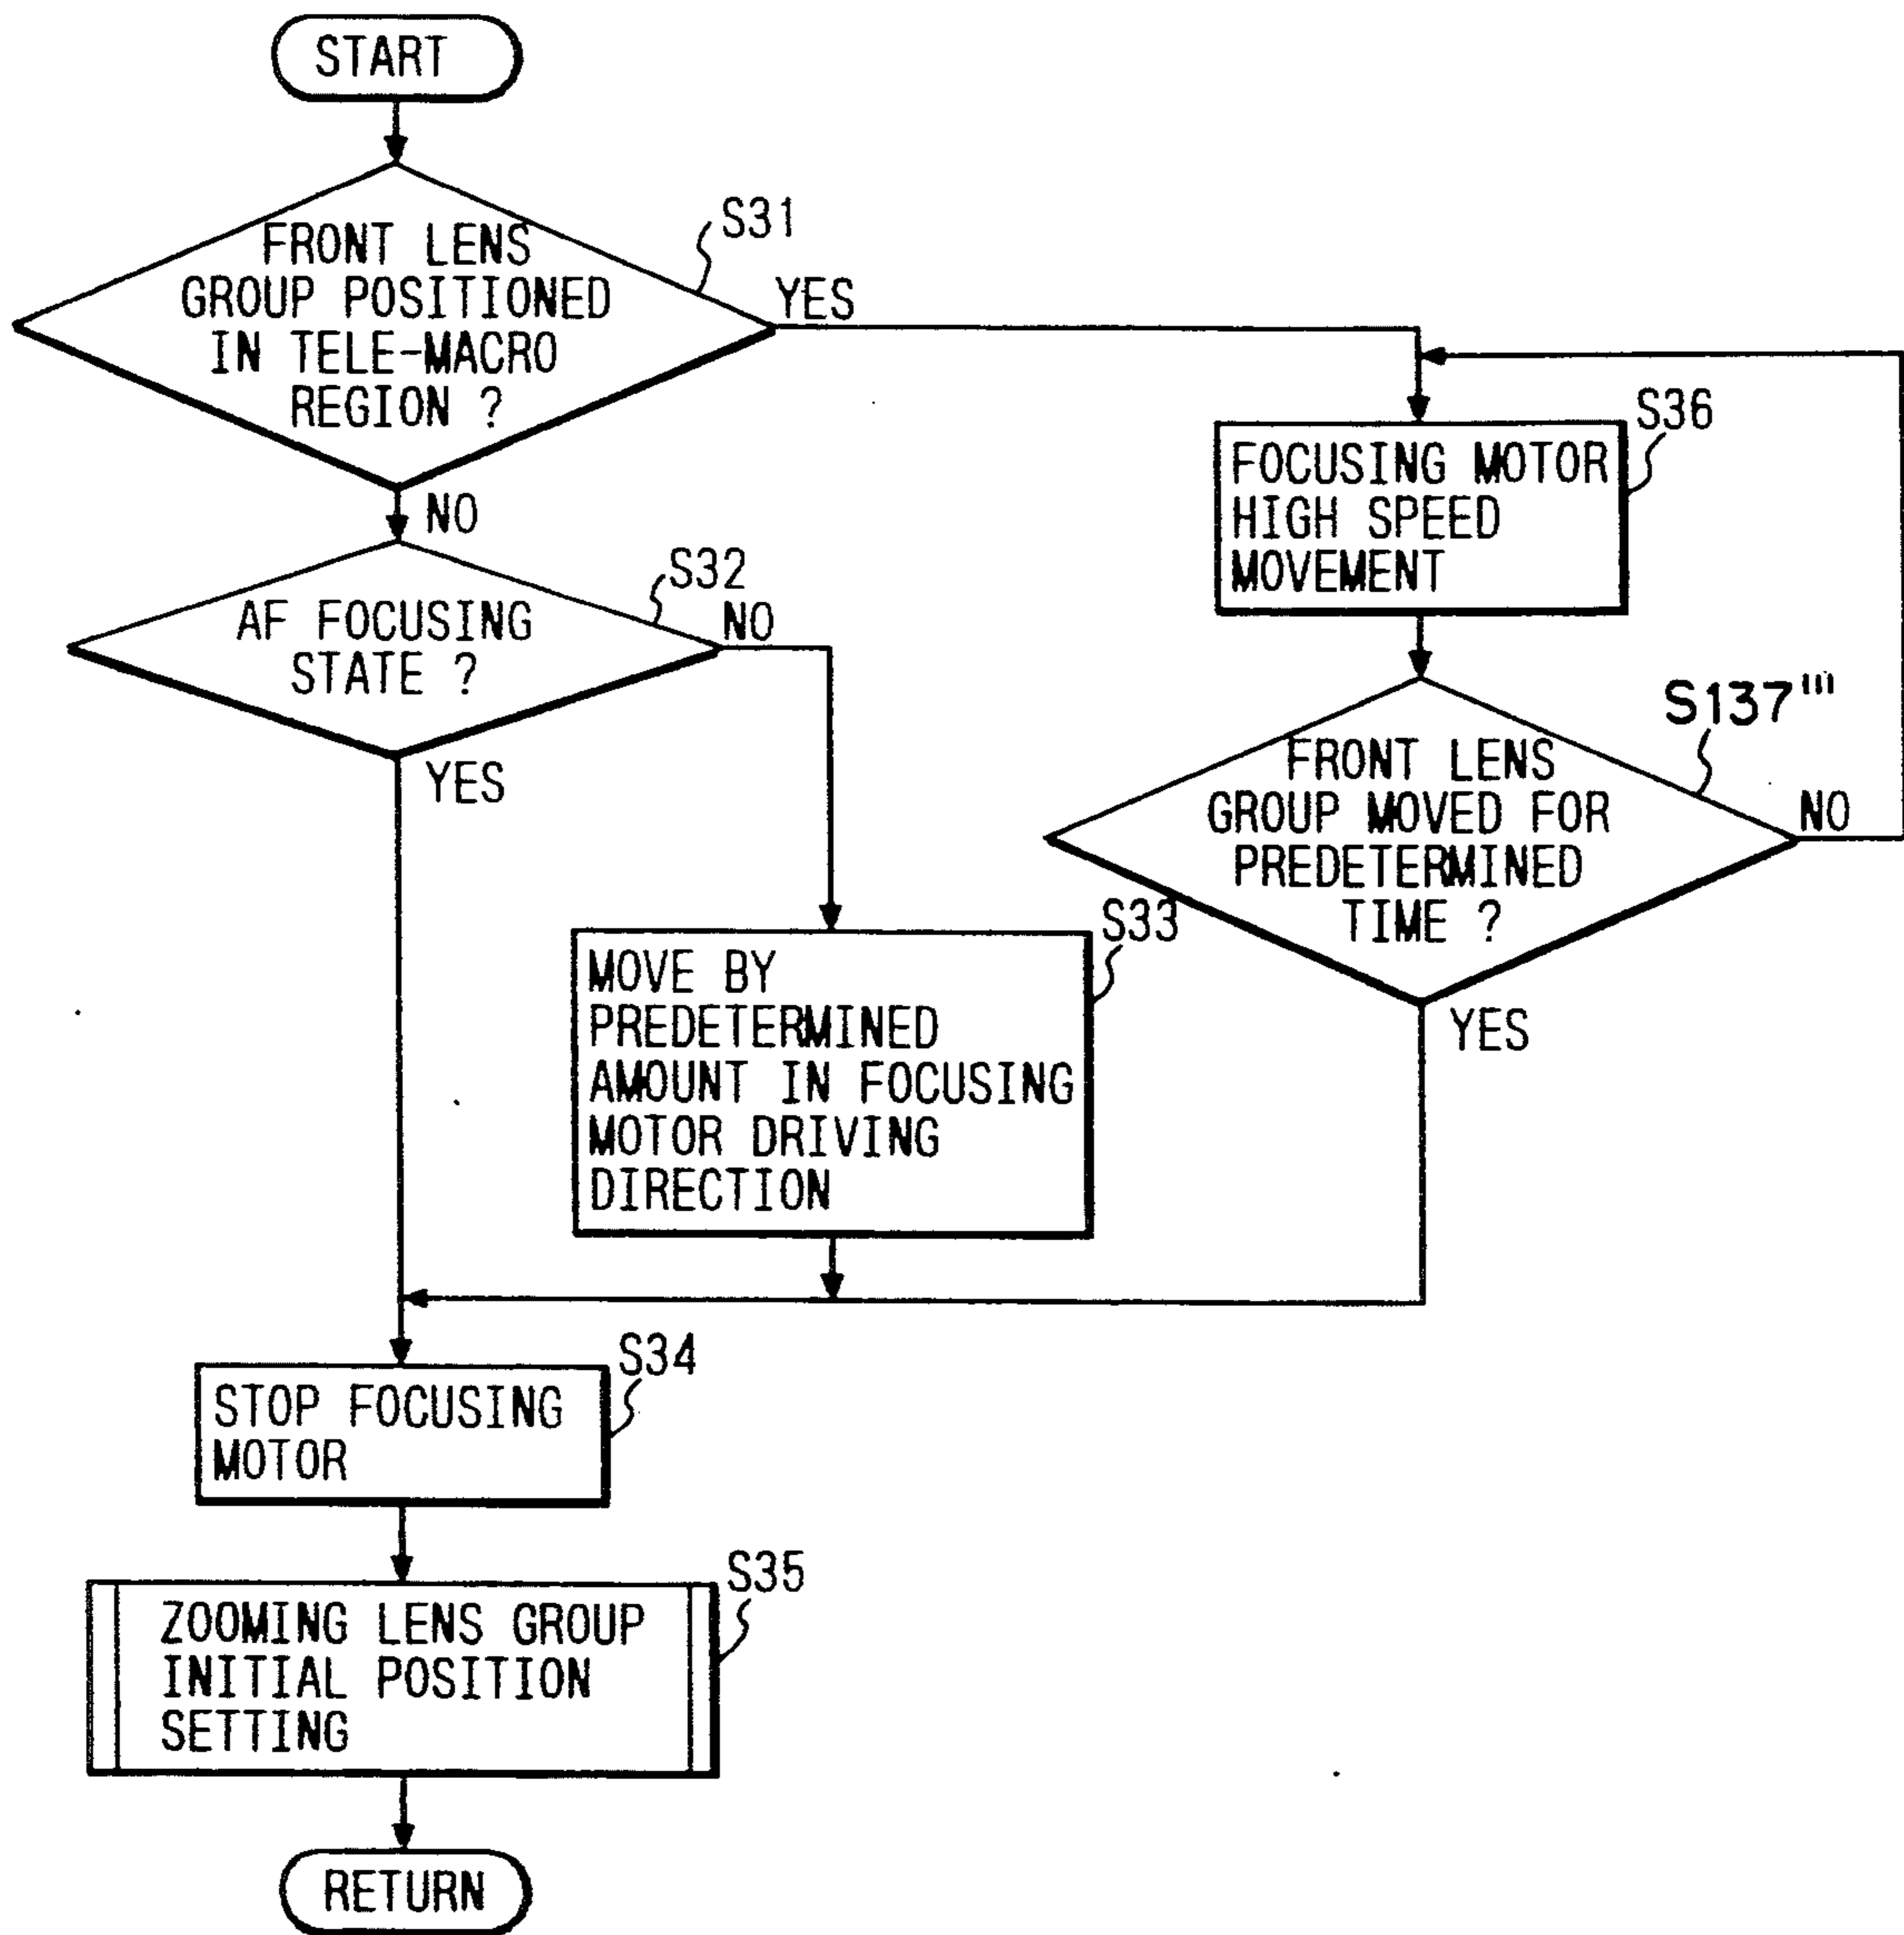 START
FRONT LENS
GROUP POSITIONED
IN TELE-MACRO
REGION ?
S31
YES
NO
AF FOCUSING
STATE ?
S32
NO
YES
FOCUSING MOTOR
HIGH SPEED
MOVEMENT
S36
FRONT LENS
GROUP MOVED FOR
PREDETERMINED
TIME ?
S137'''
NO
YES
MOVE BY
PREDETERMINED
AMOUNT IN FOCUSING
MOTOR DRIVING
DIRECTION
S33
STOP FOCUSING
MOTOR
S34
ZOOMING LENS GROUP
INITIAL POSITION
SETTING
S35
RETURN